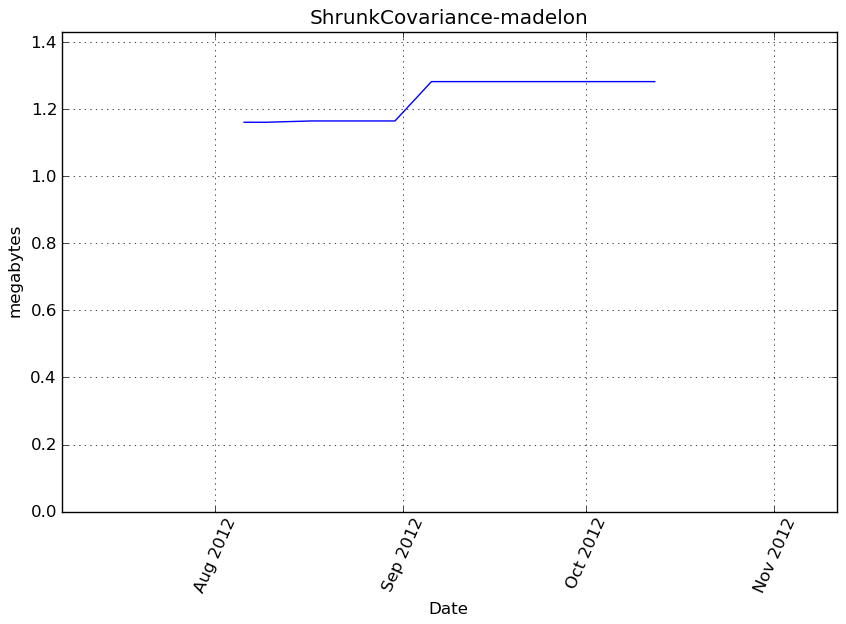 ShrunkCovariance-madelon
1.4
1.2
1.0
0.8
0.6
0.4
0.2
0.0
megabytes
Aug 2012
Sep 2012
Oct 2012
Nov 2012
Date